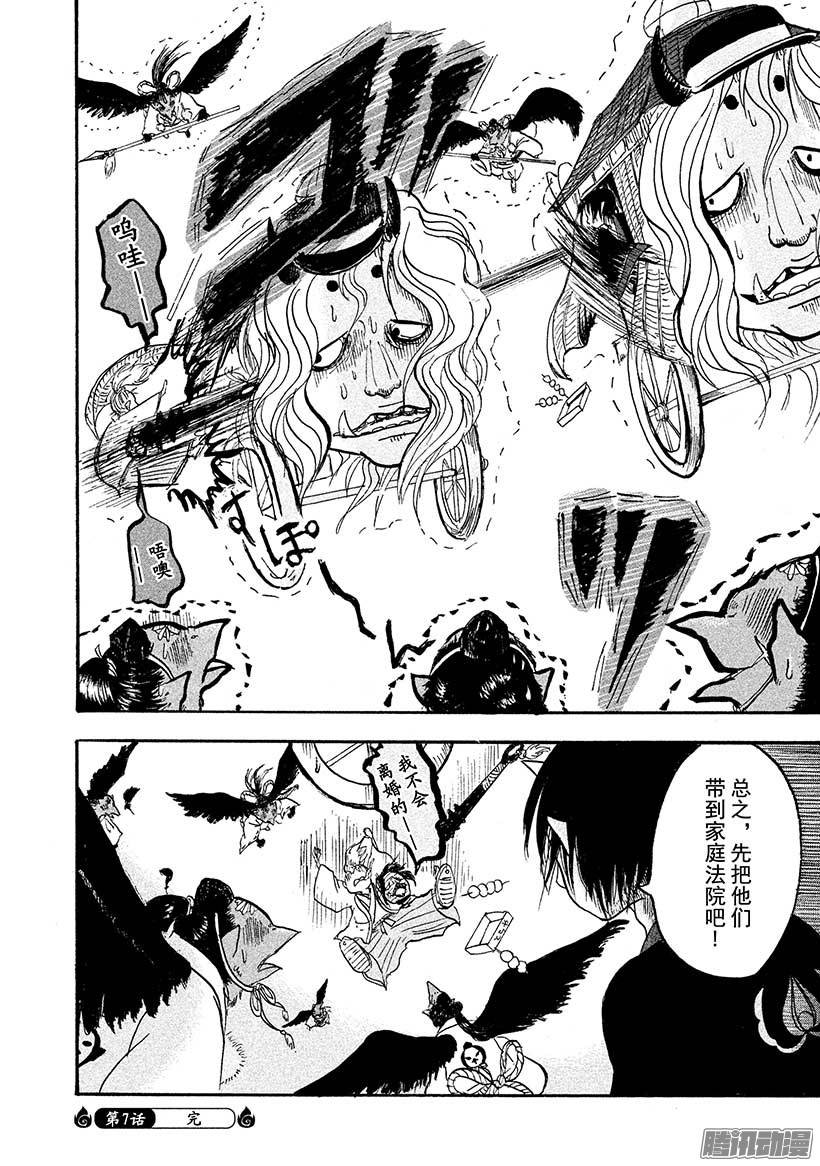 呜哇——
唔噢——
すぽ
总之，先把他们
带到家庭法院吧！
我不会
离婚的——
第7话 完
腾讯动漫